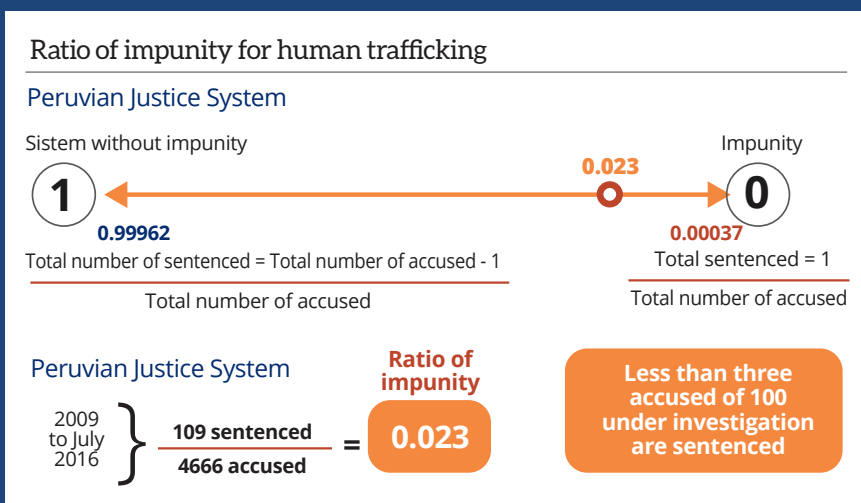 Ratio of impunity for human trafficking
Peruvian Justice System
Sistem without impunity
Impunity
1
0.023
0
0.99962
0.00037
Total number of sentenced = Total number of accused - 1
Total number of accused
Total sentenced = 1
Total number of accused
Peruvian Justice System
2009
to July
2016
109 sentenced
4666 accused
=
Ratio of
impunity
0.023
Less than three
accused of 100
under investigation
are sentenced